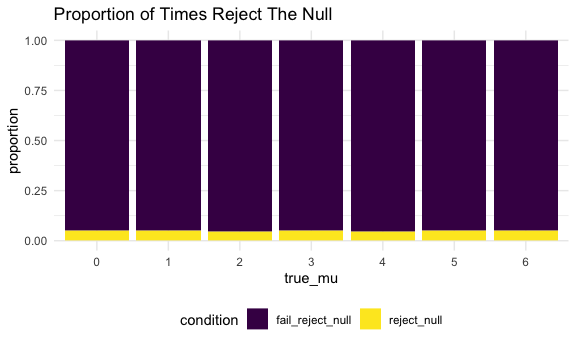 Proportion of Times Reject The Null
1.00
0.75
0.50
0.25
0.00
proportion
0 1 2 3 4 5 6
true_mu
condition fail_reject_null reject_null